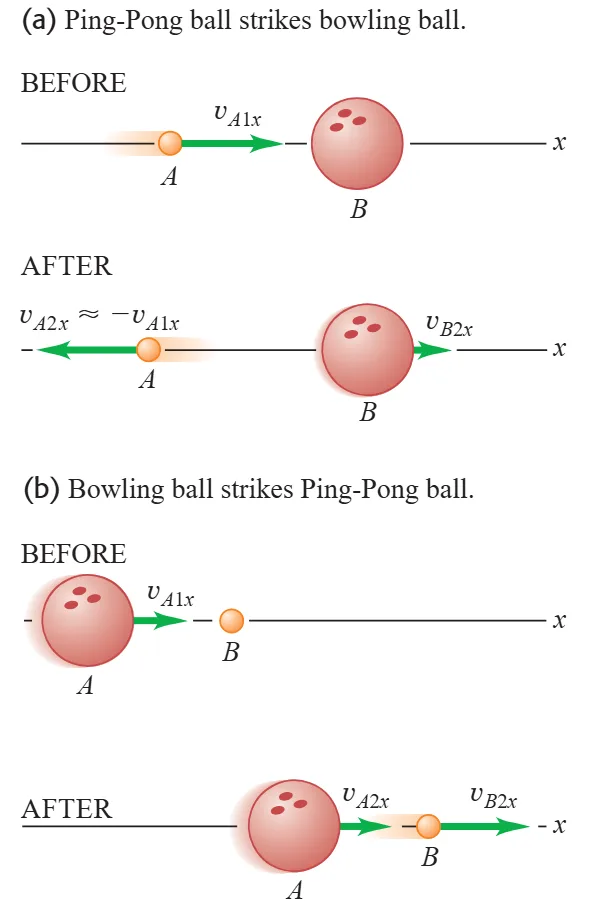 (a) Ping-Pong ball strikes bowling ball.
BEFORE
vA1x
x
A
B
AFTER
vA2x ≈ −vA1x
vB2x
x
A
B
(b) Bowling ball strikes Ping-Pong ball.
BEFORE
vA1x
x
B
A
AFTER
vA2x
vB2x
x
B
A